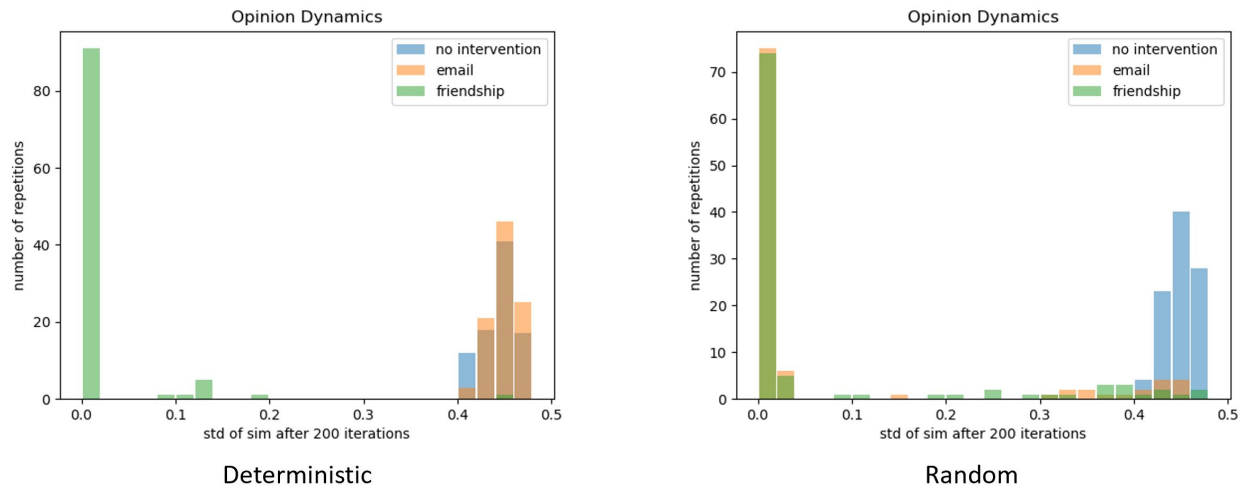 Opinion Dynamics
no intervention
email
friendship
number of repetitions
80
60
40
20
0
0.0 0.1 0.2 0.3 0.4 0.5
std of sim after 200 iterations
Deterministic
Opinion Dynamics
no intervention
email
friendship
number of repetitions
70
60
50
40
30
20
10
0
0.0 0.1 0.2 0.3 0.4 0.5
std of sim after 200 iterations
Random